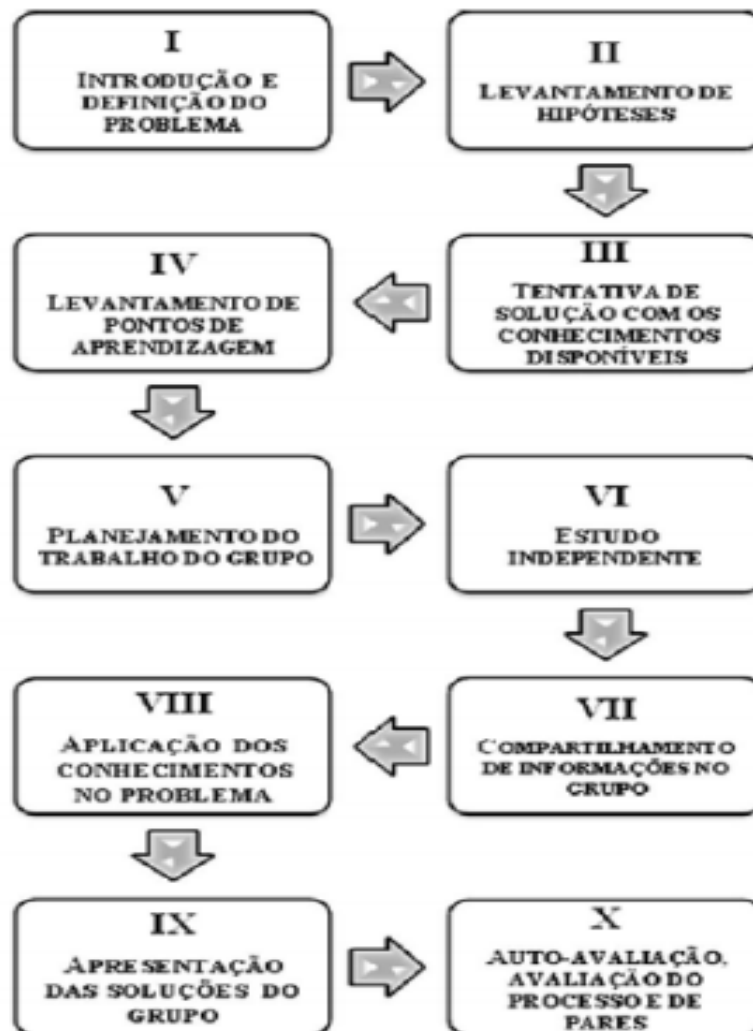 I
INTRODUÇÃO E
DEFINIÇÃO DO
PROBLEMA
II
LEVANTAMENTO DE
HIPÓTESES
III
TENTATIVA DE
SOLUÇÃO COM OS
CONHECIMENTOS
DISPONÍVEIS
IV
LEVANTAMENTO DE
PONTOS DE
APRENDIZAGEM
V
PLANEJAMENTO DO
TRABALHO DO GRUPO
VI
ESTUDO
INDEPENDENTE
VII
COMPARTILHAMENTO
DE INFORMAÇÕES NO
GRUPO
VIII
APLICAÇÃO DOS
CONHECIMENTOS
NO PROBLEMA
IX
APRESENTAÇÃO
DAS SOLUÇÕES DO
GRUPO
X
AUTO-AVALIAÇÃO,
AVALIAÇÃO DO
PROCESSO E DE
PARES